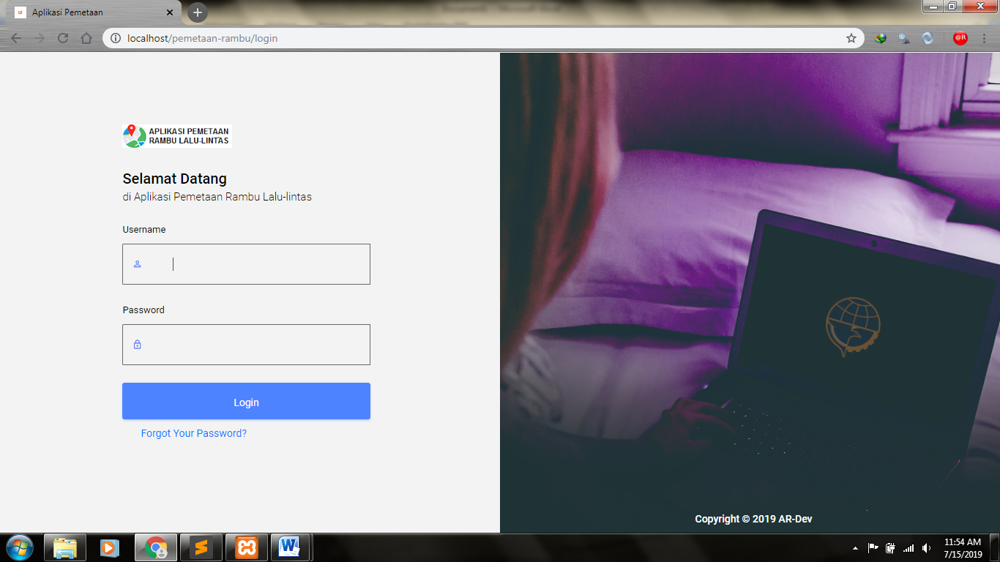 Aplikasi Pemetaan
localhost/pemetaan-rambu/login
@R
APLIKASI PEMETAAN
RAMBU LALU-LINTAS
Selamat Datang
di Aplikasi Pemetaan Rambu Lalu-lintas
Username
Password
Login
Forgot Your Password?
Copyright © 2019 AR-Dev
11:54 AM
7/15/2019